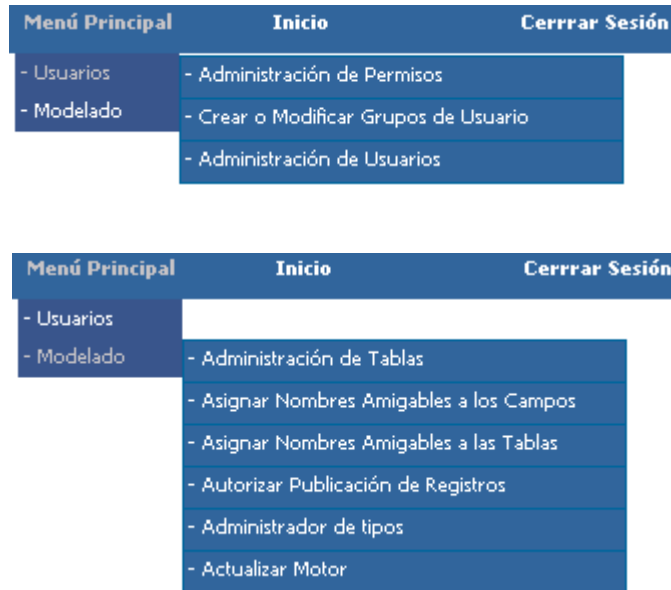 Menú Principal Inicio Cerrrar Sesión
- Usuarios
- Modelado
- Administración de Permisos
- Crear o Modificar Grupos de Usuario
- Administración de Usuarios
Menú Principal Inicio Cerrrar Sesión
- Usuarios
- Modelado
- Administración de Tablas
- Asignar Nombres Amigables a los Campos
- Asignar Nombres Amigables a las Tablas
- Autorizar Publicación de Registros
- Administrador de tipos
- Actualizar Motor